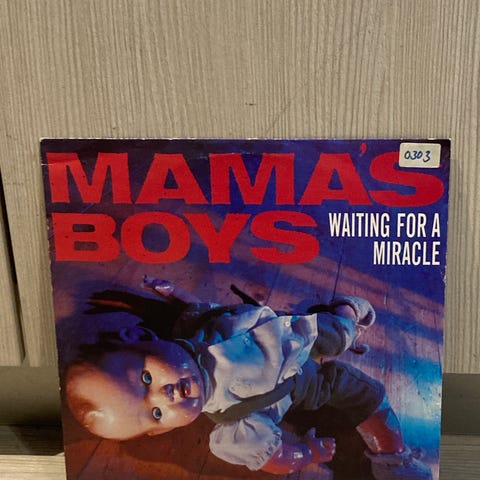 MAMA'S
BOYS
WAITING FOR A
MIRACLE
0303